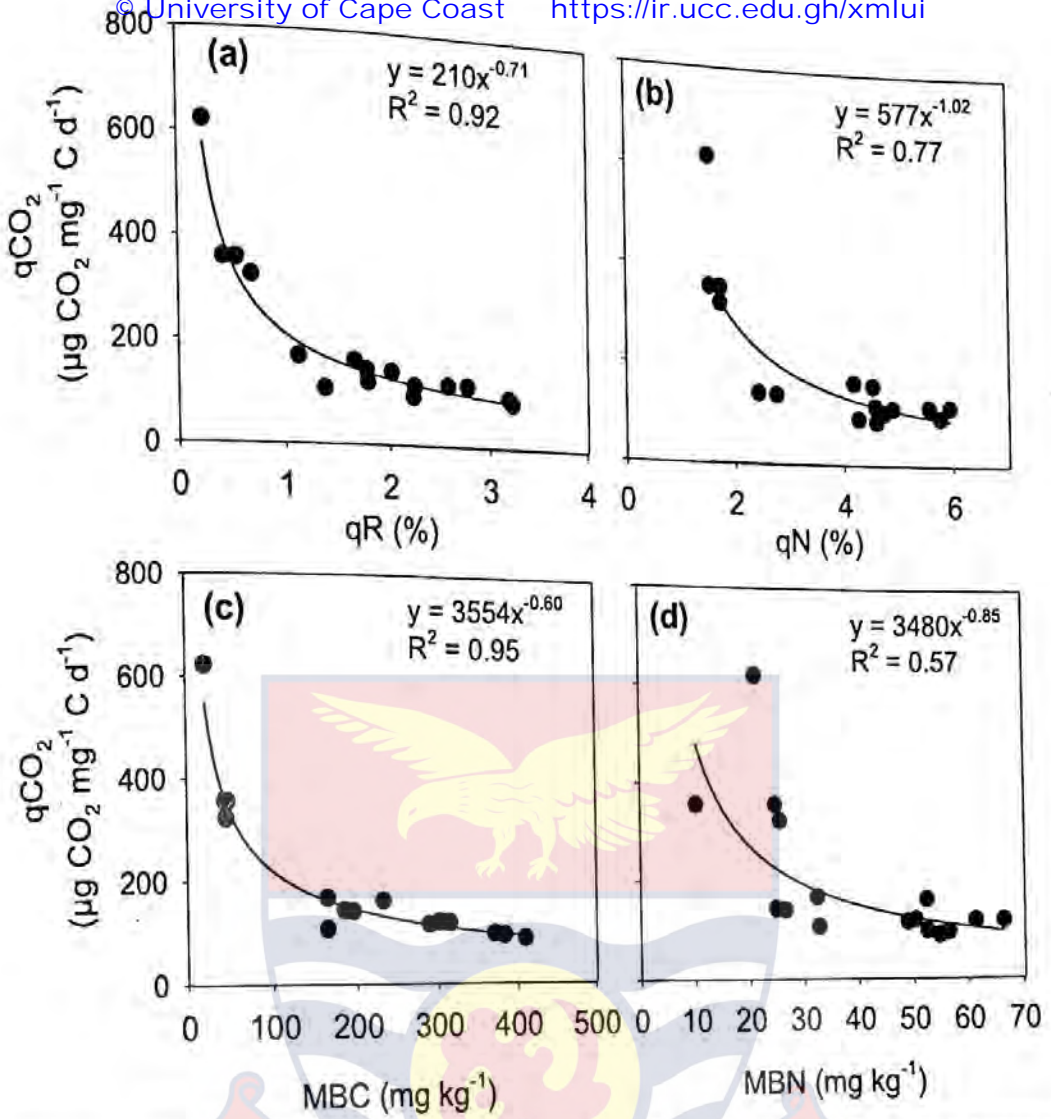 © University of Cape Coast https://ir.ucc.edu.gh/xmlui
800
(a)
y = 210x⁻⁰·⁷¹
R² = 0.92
(b)
y = 577x⁻¹·⁰²
R² = 0.77
600
400
200
0
qCO₂
(µg CO₂ mg⁻¹ C d⁻¹)
0 1 2 3 4
qR (%)
0 2 4 6
qN (%)
800
(c)
y = 3554x⁻⁰·⁶⁰
R² = 0.95
(d)
y = 3480x⁻⁰·⁸⁵
R² = 0.57
600
400
200
0
qCO₂
(µg CO₂ mg⁻¹ C d⁻¹)
0 100 200 300 400 500
MBC (mg kg⁻¹)
0 10 20 30 40 50 60 70
MBN (mg kg⁻¹)